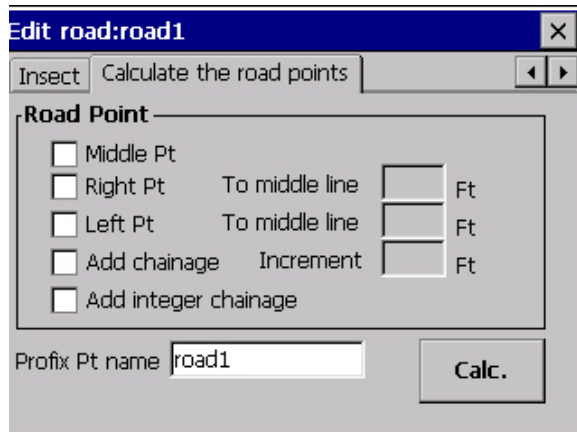 Edit road:road1
Insect Calculate the road points
Road Point
Middle Pt
Right Pt To middle line Ft
Left Pt To middle line Ft
Add chainage Increment Ft
Add integer chainage
Profix Pt name road1 Calc.